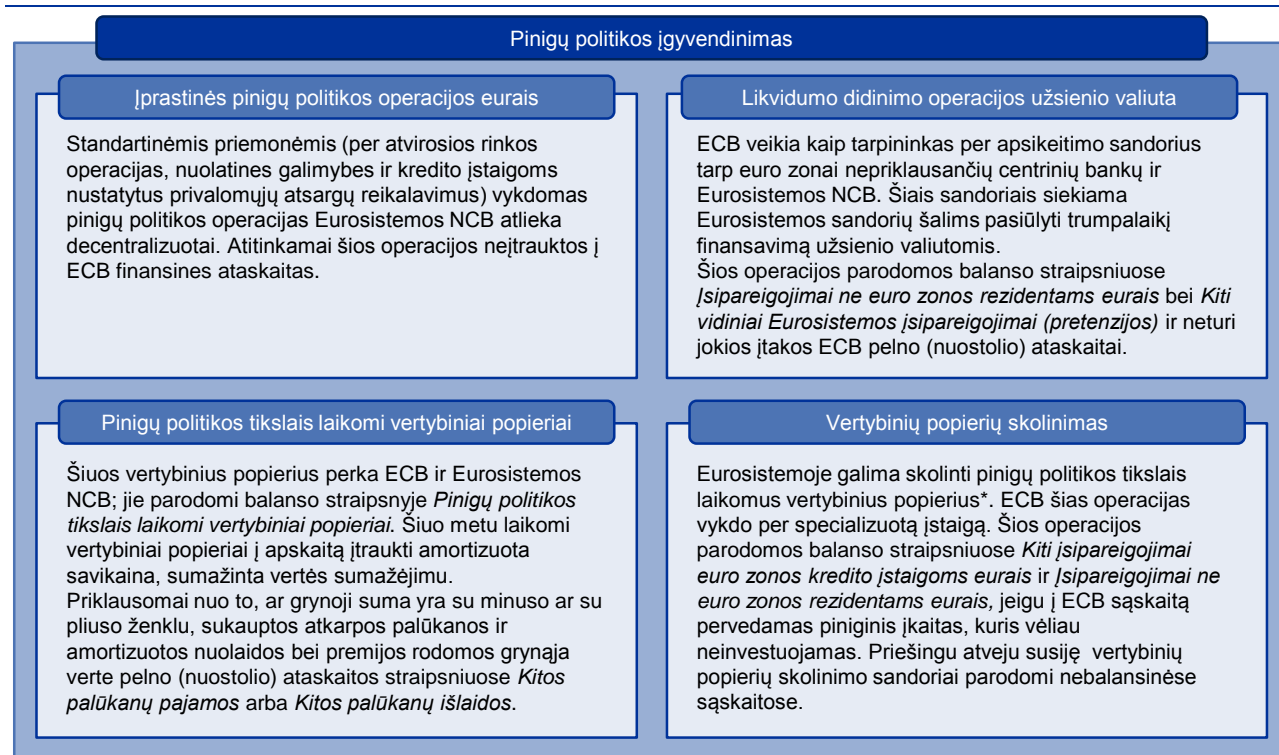 Pinigų politikos įgyvendinimas
Įprastinės pinigų politikos operacijos eurais
Standartinėmis priemonėmis (per atvirosios rinkos
operacijas, nuolatines galimybes ir kredito įstaigoms
nustatytus privalomųjų atsargų reikalavimus) vykdomas
pinigų politikos operacijas Eurosistemos NCB atlieka
decentralizuotai. Atitinkamai šios operacijos neįtrauktos į
ECB finansines ataskaitas.
Likvidumo didinimo operacijos užsienio valiuta
ECB veikia kaip tarpininkas per apsikeitimo sandorius
tarp euro zonai nepriklausančių centrinių bankų ir
Eurosistemos NCB. Šiais sandoriais siekiama
Eurosistemos sandorių šalims pasiūlyti trumpalaikį
finansavimą užsienio valiutomis.
Šios operacijos parodomos balanso straipsniuose
Įsipareigojimai ne euro zonos rezidentams eurais bei Kiti
vidiniai Eurosistemos įsipareigojimai (pretenzijos) ir neturi
jokios įtakos ECB pelno (nuostolio) ataskaitai.
Pinigų politikos tikslais laikomi vertybiniai popieriai
Šiuos vertybinius popierius perka ECB ir Eurosistemos
NCB; jie parodomi balanso straipsnyje Pinigų politikos
tikslais laikomi vertybiniai popieriai. Šiuo metu laikomi
vertybiniai popieriai į apskaitą įtraukti amortizuota
savikaina, sumažinta vertės sumažėjimu.
Priklausomai nuo to, ar grynoji suma yra su minuso ar su
pliuso ženklu, sukauptos atkarpos palūkanos ir
amortizuotos nuolaidos bei premijos rodomos grynąja
verte pelno (nuostolio) ataskaitos straipsniuose Kitos
palūkanų pajamos arba Kitos palūkanų išlaidos.
Vertybinių popierių skolinimas
Eurosistemoje galima skolinti pinigų politikos tikslais
laikomus vertybinius popierius*. ECB šias operacijas
vykdo per specializuotą įstaigą. Šios operacijos
parodomos balanso straipsniuose Kiti įsipareigojimai
euro zonos kredito įstaigoms eurais ir Įsipareigojimai ne
euro zonos rezidentams eurais, jeigu į ECB sąskaitą
pervedamas piniginis įkaitas, kuris vėliau
neinvestuojamas. Priešingu atveju susiję vertybinių
popierių skolinimo sandoriai parodomi nebalansinėse
sąskaitose.